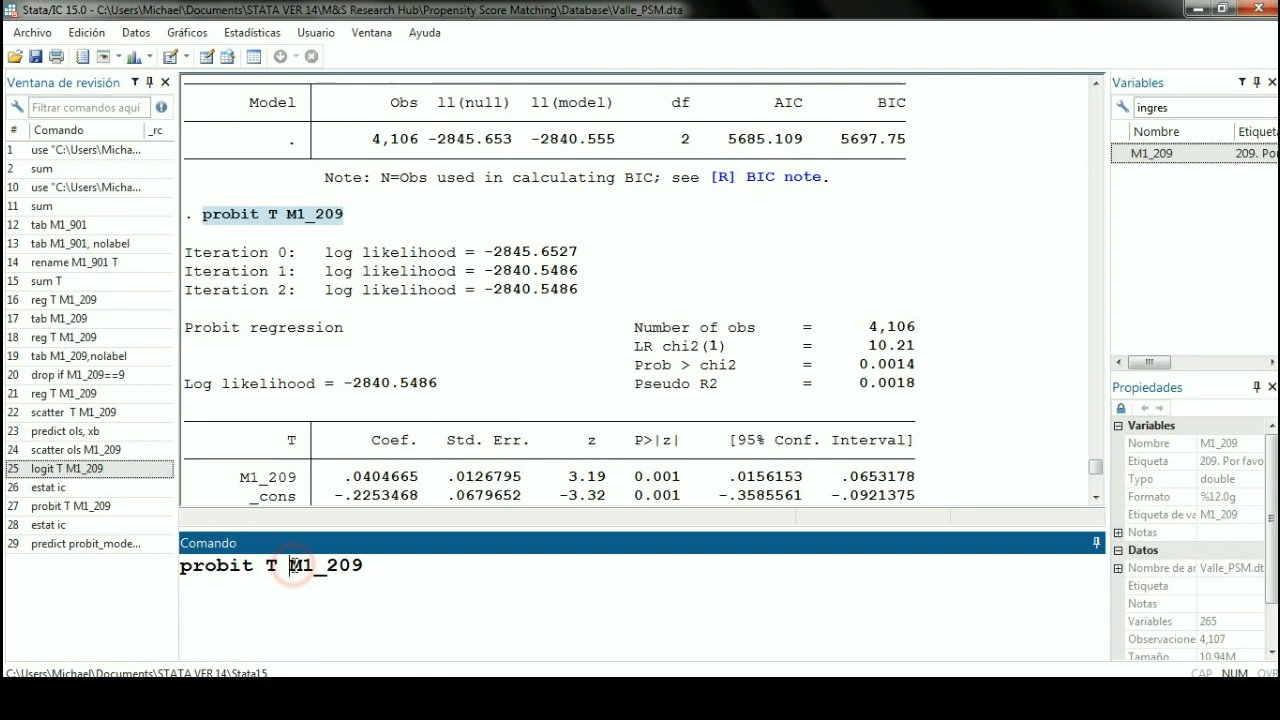 Stata/IC 15.0 - C:\Users\Michael\Documents\STATA VER 14\M&S Research Hub\Propensity Score Matching\Database\Valle_PSM.dta
Archivo Edición Datos Gráficos Estadísticas Usuario Ventana Ayuda
Ventana de revisión
Filtrar comandos aquí
# Comando _rc
1 use "C:\Users\Micha...
2 sum
10 use "C:\Users\Micha...
11 sum
12 tab M1_901
13 tab M1_901, nolabel
14 rename M1_901 T
15 sum T
16 reg T M1_209
17 tab M1_209
18 reg T M1_209
19 tab M1_209,nolabel
20 drop if M1_209==9
21 reg T M1_209
22 scatter T M1_209
23 predict ols, xb
24 scatter ols M1_209
25 logit T M1_209
26 estat ic
27 probit T M1_209
28 estat ic
29 predict probit_mode...
Model Obs ll(null) ll(model) df AIC BIC
. 4,106 -2845.653 -2840.555 2 5685.109 5697.75
Note: N=Obs used in calculating BIC; see [R] BIC note.
. probit T M1_209
Iteration 0: log likelihood = -2845.6527
Iteration 1: log likelihood = -2840.5486
Iteration 2: log likelihood = -2840.5486
Probit regression Number of obs = 4,106
LR chi2(1) = 10.21
Prob > chi2 = 0.0014
Log likelihood = -2840.5486 Pseudo R2 = 0.0018
T Coef. Std. Err. z P>|z| [95% Conf. Interval]
M1_209 .0404665 .0126795 3.19 0.001 .0156153 .0653178
_cons -.2253468 .0679652 -3.32 0.001 -.3585561 -.0921375
Comando
probit T M1_209
Variables
ingres
Nombre Etiquet
M1_209 209. Por
Propiedades
Variables
Nombre M1_209
Etiqueta 209. Por favo
Tipo double
Formato %12.0g
Etiqueta de va M1_209
Notas
Datos
Nombre de ar Valle_PSM.dt
Etiqueta
Notas
Variables 265
Observacione 4,107
Tamaño 10.94M
C:\Users\Michael\Documents\STATA VER 14\Stata15
CAP NUM OVR